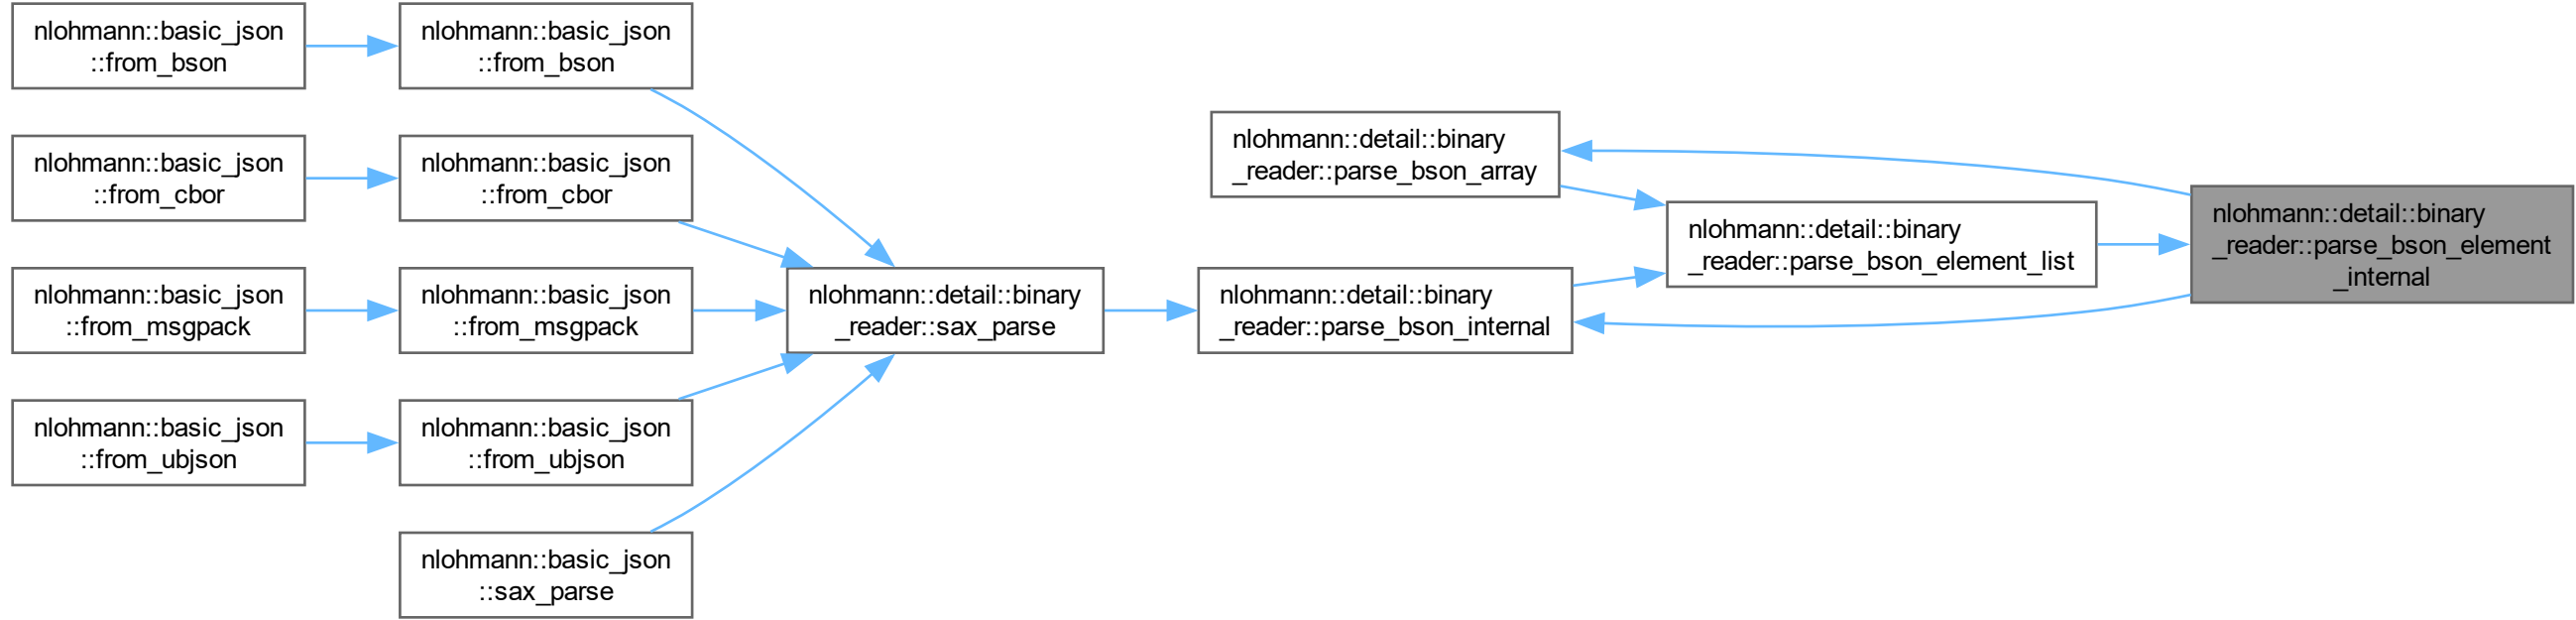 nlohmann::basic_json
::from_bson
nlohmann::basic_json
::from_cbor
nlohmann::basic_json
::from_msgpack
nlohmann::basic_json
::from_ubjson
nlohmann::basic_json
::from_bson
nlohmann::basic_json
::from_cbor
nlohmann::basic_json
::from_msgpack
nlohmann::basic_json
::from_ubjson
nlohmann::basic_json
::sax_parse
nlohmann::detail::binary
_reader::sax_parse
nlohmann::detail::binary
_reader::parse_bson_array
nlohmann::detail::binary
_reader::parse_bson_internal
nlohmann::detail::binary
_reader::parse_bson_element_list
nlohmann::detail::binary
_reader::parse_bson_element
_internal